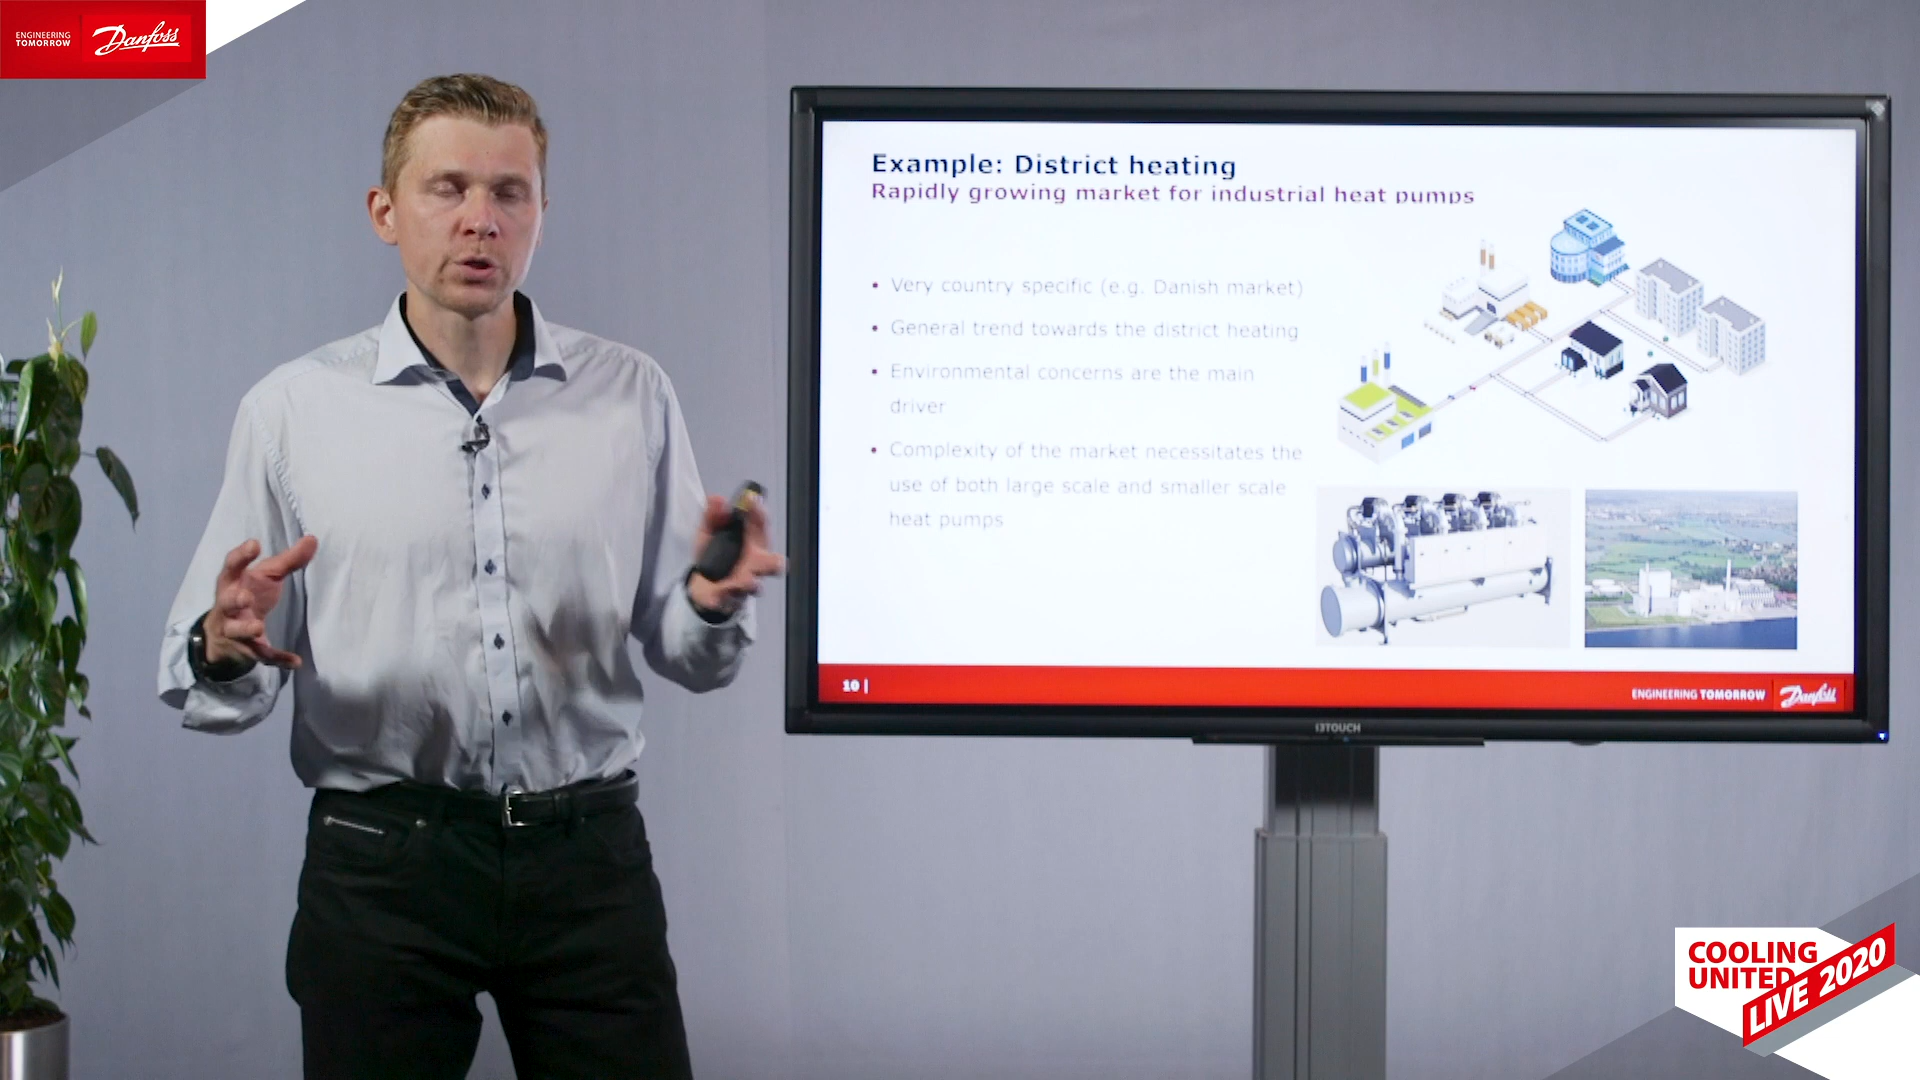 ENGINEERING
TOMORROW
Danfoss
Example: District heating
Rapidly growing market for industrial heat pumps
• Very country specific (e.g. Danish market)
• General trend towards the district heating
• Environmental concerns are the main
driver
• Complexity of the market necessitates the
use of both large scale and smaller scale
heat pumps
10 |
ENGINEERING TOMORROW
Danfoss
i3TOUCH
COOLING
UNITED
LIVE 2020